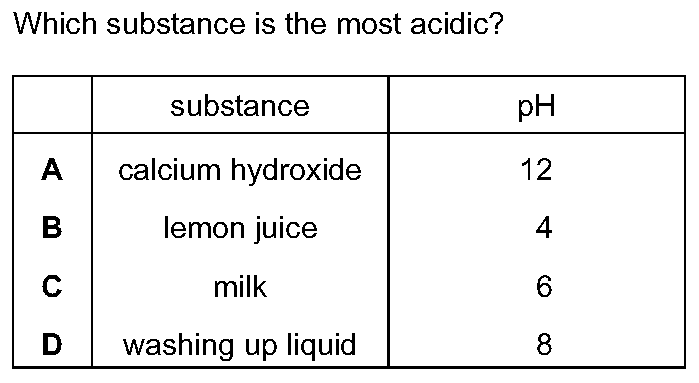 Which substance is the most acidic?
substance pH
A calcium hydroxide 12
B lemon juice 4
C milk 6
D washing up liquid 8